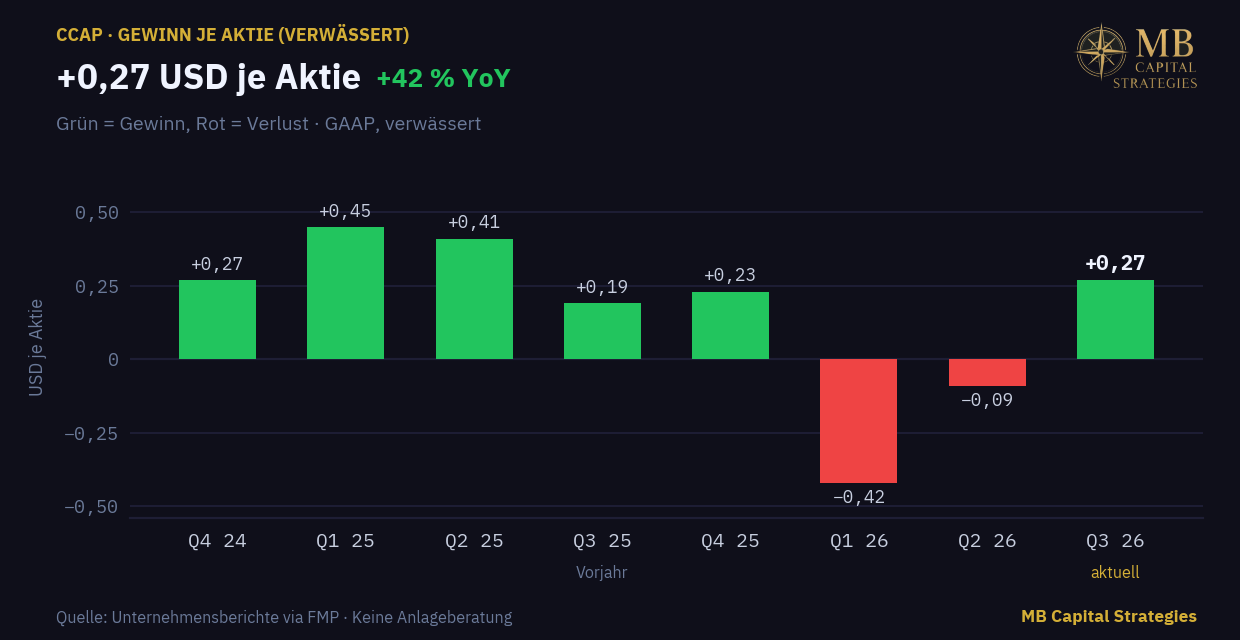 CCAP · GEWINN JE AKTIE (VERWÄSSERT)
+0,27 USD je Aktie +42 % YoY
Grün = Gewinn, Rot = Verlust · GAAP, verwässert
MB
CAPITAL
STRATEGIES
USD je Aktie
0,50
0,25
0
−0,25
−0,50
+0,27
+0,45
+0,41
+0,19
+0,23
−0,42
−0,09
+0,27
Q4 24
Q1 25
Q2 25
Q3 25
Q4 25
Q1 26
Q2 26
Q3 26
Vorjahr
aktuell
Quelle: Unternehmensberichte via FMP · Keine Anlageberatung
MB Capital Strategies